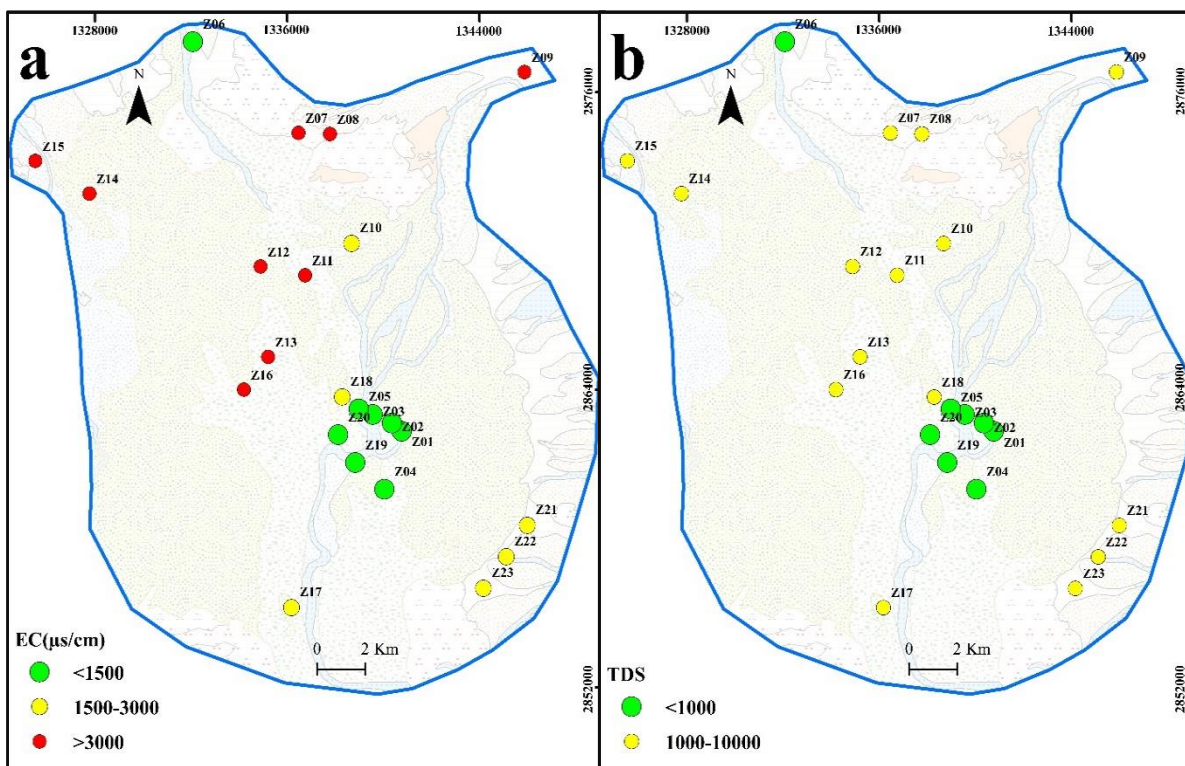 a
1328000
1336000
1344000
Z06
N
Z09
2876000
Z07
Z08
Z15
Z14
Z10
Z12
Z11
Z13
Z16
2864000
Z18
Z05
Z03
Z20
Z02
Z01
Z19
Z04
Z21
Z22
Z23
Z17
0
2 Km
2852000
EC(µs/cm)
<1500
1500-3000
>3000
b
1328000
1336000
1344000
Z06
N
Z09
2876000
Z07
Z08
Z15
Z14
Z10
Z12
Z11
Z13
Z16
2864000
Z18
Z05
Z03
Z20
Z02
Z01
Z19
Z04
Z21
Z22
Z23
Z17
0
2 Km
2852000
TDS
<1000
1000-10000